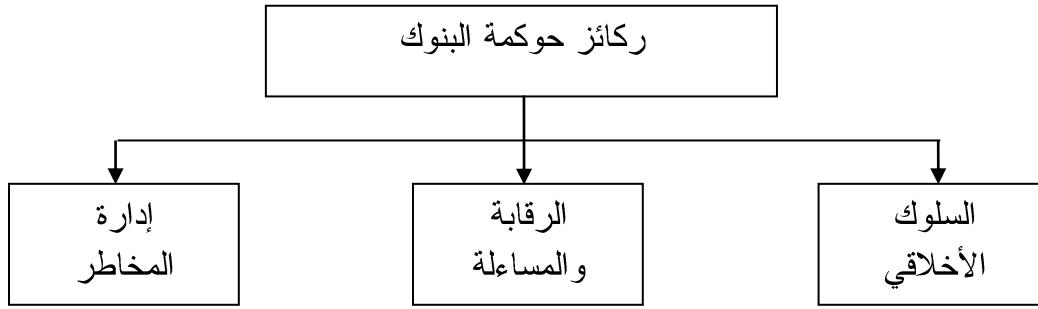 ركائز حوكمة البنوك
السلوك
الأخلاقي
الرقابة
والمساءلة
إدارة
المخاطر